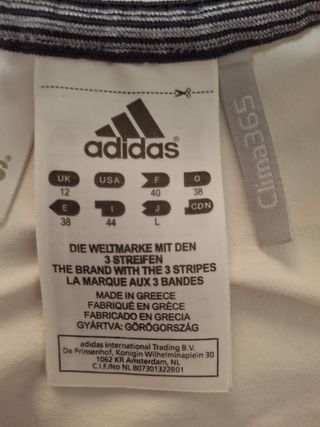 adidas
UK USA F D
12 40 38
E I J CDN
38 44 L
DIE WELTMARKE MIT DEN
3 STREIFEN
THE BRAND WITH THE 3 STRIPES
LA MARQUE AUX 3 BANDES
MADE IN GREECE
FABRIQUÉ EN GRÈCE
FABRICADO EN GRECIA
GYÁRTVA: GÖRÖGORSZÁG
adidas International Trading B.V.
De Prinsenhof, Konigin Wilhelminaplein 30
1062 KR Amsterdam, NL
C.I.F./No NL 807301322B01
Clima365